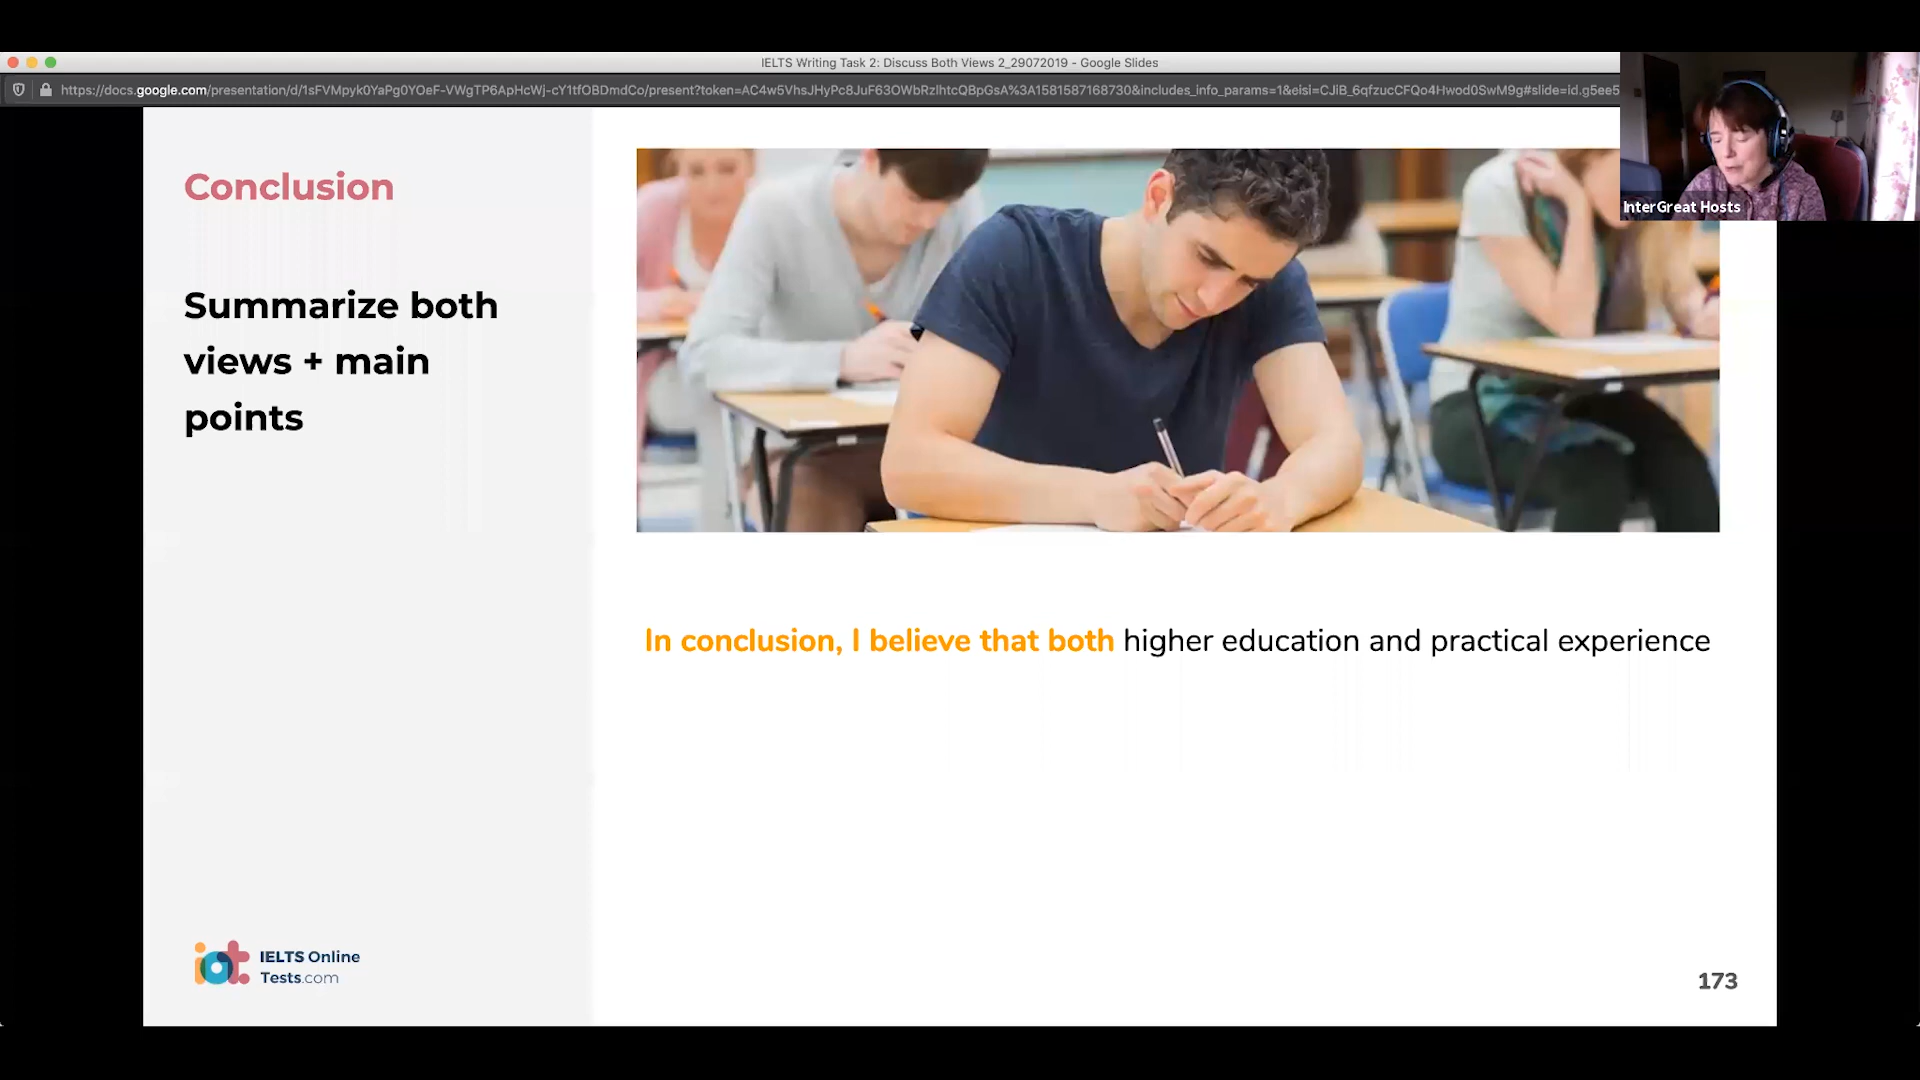 IELTS Writing Task 2: Discuss Both Views 2_29072019 - Google Slides
https://docs.google.com/presentation/d/1sFVMpyk0YaPg0YOeF-VWgTP6ApHcWj-cY1tfOBDmdCo/present?token=AC4w5VhsJHyPc8JuF63OWbRzlhtcQBpGsA%3A1581587168730&includes_info_params=1&eisi=CJiB_6qfzucCFQo4Hwod0SwM9g#slide=id.g5ee5
InterGreat Hosts
Conclusion
Summarize both
views + main
points
In conclusion, I believe that both higher education and practical experience
iot IELTS Online
Tests.com
173